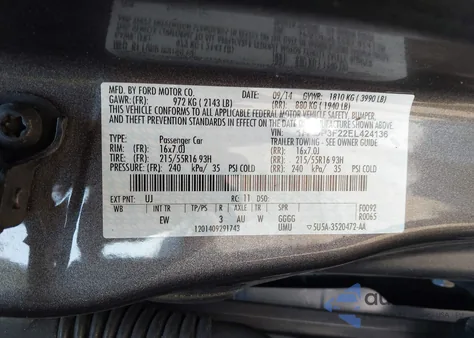 MFD. BY FORD MOTOR CO.
09/14 GVWR: 1810 KG ( 3990 LB)
GAWR: (FR): 972 KG ( 2143 LB) (RR): 880 KG ( 1940 LB)
THIS VEHICLE CONFORMS TO ALL APPLICABLE FEDERAL MOTOR VEHICLE SAFETY, BUMPER,
AND THEFT PREVENTION STANDARDS IN EFFECT ON THE DATE OF MANUFACTURE SHOWN ABOVE.
VIN: 3F22EL424136
TYPE: Passenger Car TRAILER TOWING - SEE OWNER GUIDE
RIM: (FR): 16x7.0J (RR): 16x7.0J
TIRE: (FR): 215/55R16 93H (RR): 215/55R16 93H
PRESSURE: (FR): 240 kPa/ 35 PSI COLD (RR): 240 kPa/ 35 PSI COLD
EXT PNT: UJ RC: 11 DSO:
WB INT TR TP/PS R AXLE TR SPR F0092
EW 3 AU W GGGG R0065
1201409291743 UMU 5U5A-3520472-AA